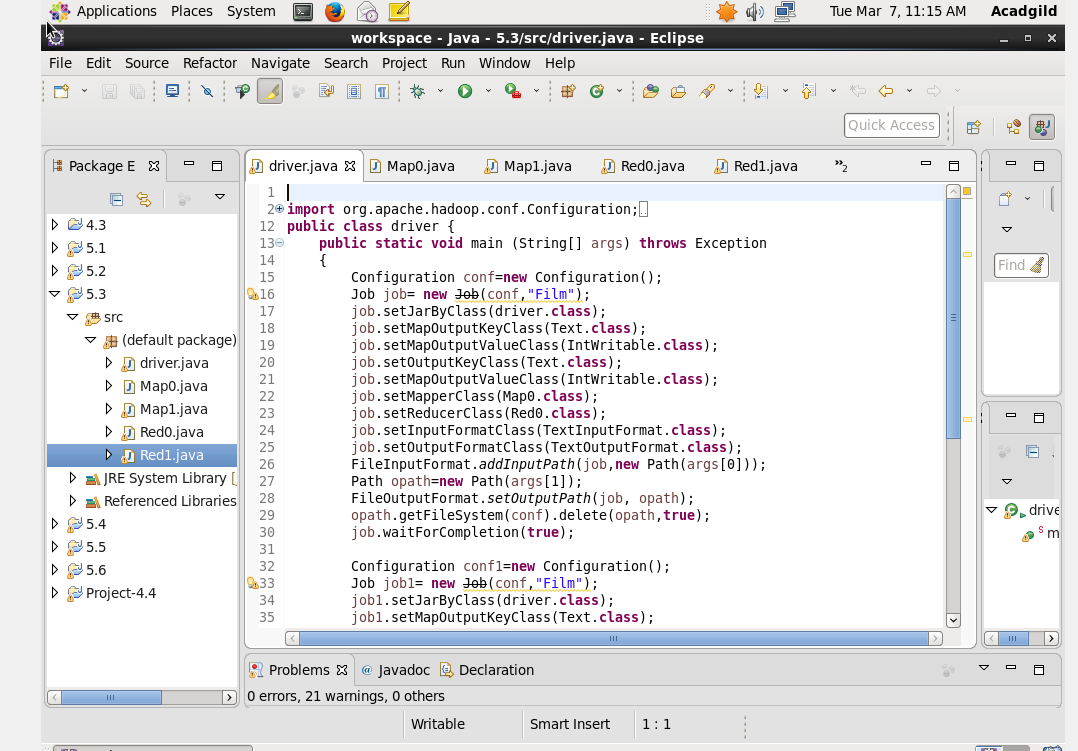 Applications Places System Tue Mar 7, 11:15 AM Acadgild
workspace - Java - 5.3/src/driver.java - Eclipse
File Edit Source Refactor Navigate Search Project Run Window Help
Quick Access
Package E
driver.java Map0.java Map1.java Red0.java Red1.java »2
4.3
5.1
5.2
5.3
src
(default package)
driver.java
Map0.java
Map1.java
Red0.java
Red1.java
JRE System Library [
Referenced Libraries
5.4
5.5
5.6
Project-4.4
1
2 import org.apache.hadoop.conf.Configuration;
12 public class driver {
13 public static void main (String[] args) throws Exception
14 {
15 Configuration conf=new Configuration();
16 Job job= new Job(conf,"Film");
17 job.setJarByClass(driver.class);
18 job.setMapOutputKeyClass(Text.class);
19 job.setMapOutputValueClass(IntWritable.class);
20 job.setOutputKeyClass(Text.class);
21 job.setMapOutputValueClass(IntWritable.class);
22 job.setMapperClass(Map0.class);
23 job.setReducerClass(Red0.class);
24 job.setInputFormatClass(TextInputFormat.class);
25 job.setOutputFormatClass(TextOutputFormat.class);
26 FileInputFormat.addInputPath(job,new Path(args[0]));
27 Path opath=new Path(args[1]);
28 FileOutputFormat.setOutputPath(job, opath);
29 opath.getFileSystem(conf).delete(opath,true);
30 job.waitForCompletion(true);
31
32 Configuration conf1=new Configuration();
33 Job job1= new Job(conf,"Film");
34 job1.setJarByClass(driver.class);
35 job1.setMapOutputKeyClass(Text.class);
Find
drive
S m
Problems @ Javadoc Declaration
0 errors, 21 warnings, 0 others
Writable Smart Insert 1 : 1